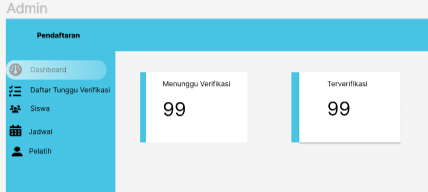 Admin
Pendaftaran
Dashboard
Daftar Tunggu Verifikasi
Siswa
Jadwal
Pelatih
Menunggu Verifikasi
99
Terverifikasi
99